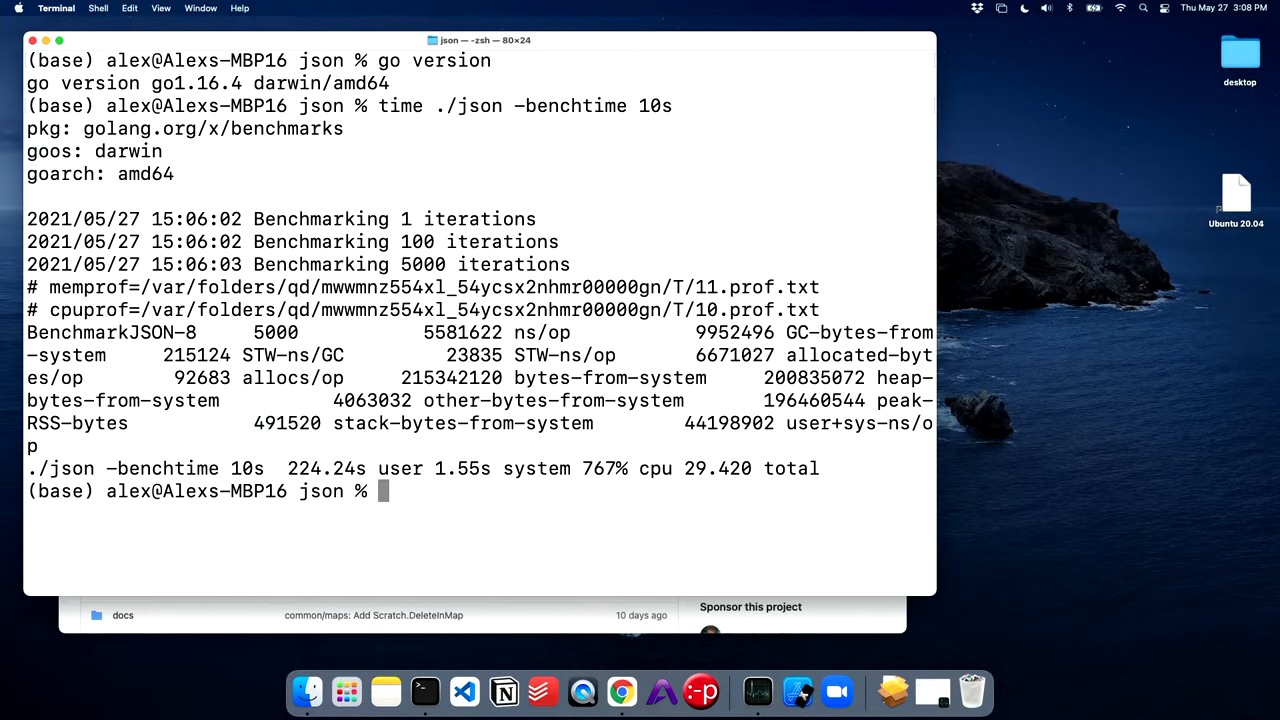 Terminal Shell Edit View Window Help Thu May 27 3:08 PM
json — -zsh — 80×24
(base) alex@Alexs-MBP16 json % go version
go version go1.16.4 darwin/amd64
(base) alex@Alexs-MBP16 json % time ./json -benchtime 10s
pkg: golang.org/x/benchmarks
goos: darwin
goarch: amd64
2021/05/27 15:06:02 Benchmarking 1 iterations
2021/05/27 15:06:02 Benchmarking 100 iterations
2021/05/27 15:06:03 Benchmarking 5000 iterations
# memprof=/var/folders/qd/mwwmnz554xl_54ycsx2nhmr00000gn/T/11.prof.txt
# cpuprof=/var/folders/qd/mwwmnz554xl_54ycsx2nhmr00000gn/T/10.prof.txt
BenchmarkJSON-8 5000 5581622 ns/op 9952496 GC-bytes-from
-system 215124 STW-ns/GC 23835 STW-ns/op 6671027 allocated-byt
es/op 92683 allocs/op 215342120 bytes-from-system 200835072 heap-
bytes-from-system 4063032 other-bytes-from-system 196460544 peak-
RSS-bytes 491520 stack-bytes-from-system 44198902 user+sys-ns/o
p
./json -benchtime 10s 224.24s user 1.55s system 767% cpu 29.420 total
(base) alex@Alexs-MBP16 json %
desktop
Ubuntu 20.04
docs common/maps: Add Scratch.DeleteInMap 10 days ago
Sponsor this project
:-p